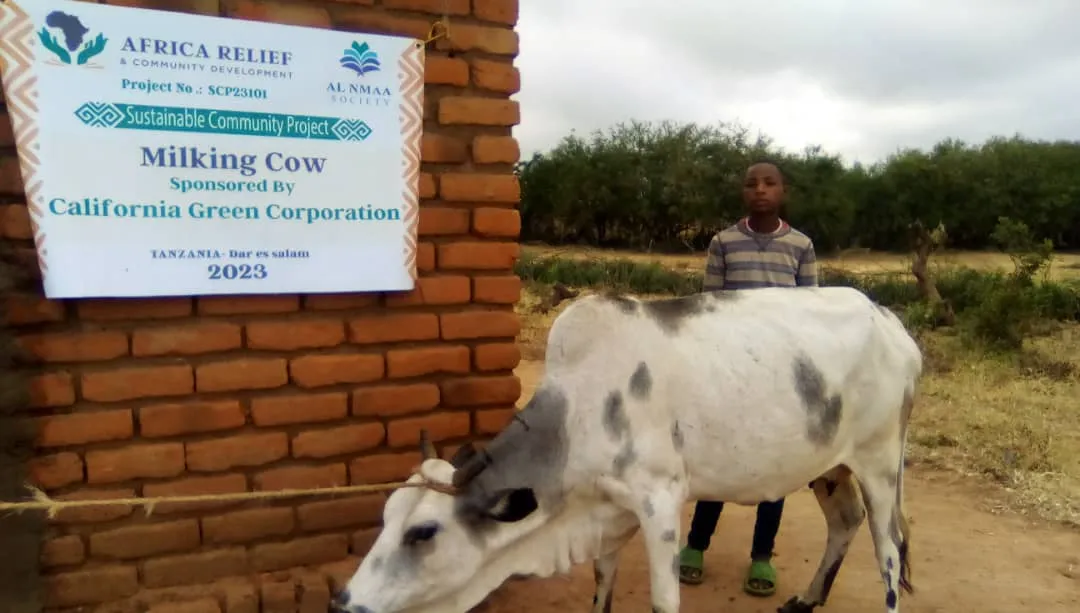 AFRICA RELIEF
& COMMUNITY DEVELOPMENT
AL NMAA
SOCIETY
Project No .: SCP23101
Sustainable Community Project
Milking Cow
Sponsored By
California Green Corporation
TANZANIA- Dar es salam
2023